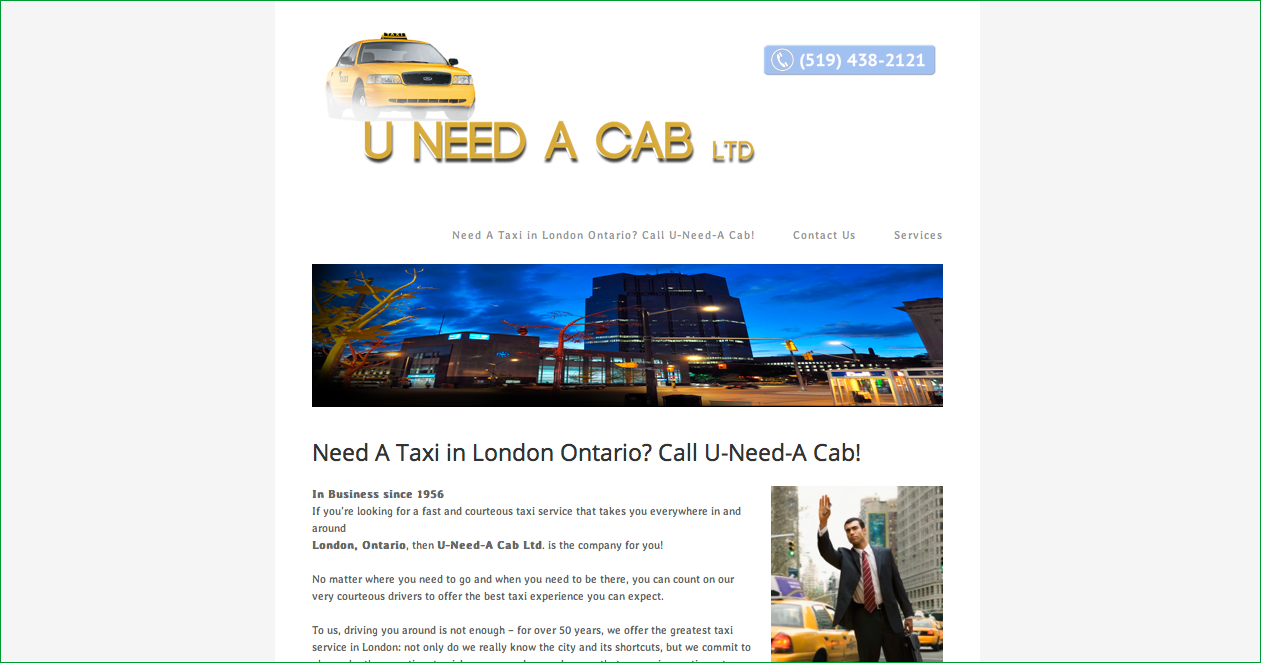 TAXI
(519) 438-2121
U NEED A CAB LTD
Need A Taxi in London Ontario? Call U-Need-A Cab!
Contact Us
Services
Need A Taxi in London Ontario? Call U-Need-A Cab!
In Business since 1956
If you're looking for a fast and courteous taxi service that takes you everywhere in and
around
London, Ontario, then U-Need-A Cab Ltd. is the company for you!
No matter where you need to go and when you need to be there, you can count on our
very courteous drivers to offer the best taxi experience you can expect.
To us, driving you around is not enough – for over 50 years, we offer the greatest taxi
service in London: not only do we really know the city and its shortcuts, but we commit to